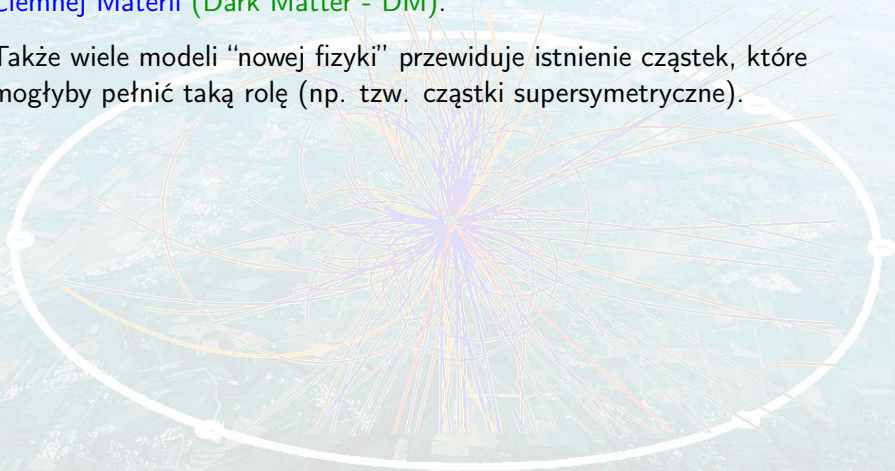 Ciemnej Materii (Dark Matter - DM).
Także wiele modeli “nowej fizyki” przewiduje istnienie cząstek, które
mogłyby pełnić taką rolę (np. tzw. cząstki supersymetryczne).